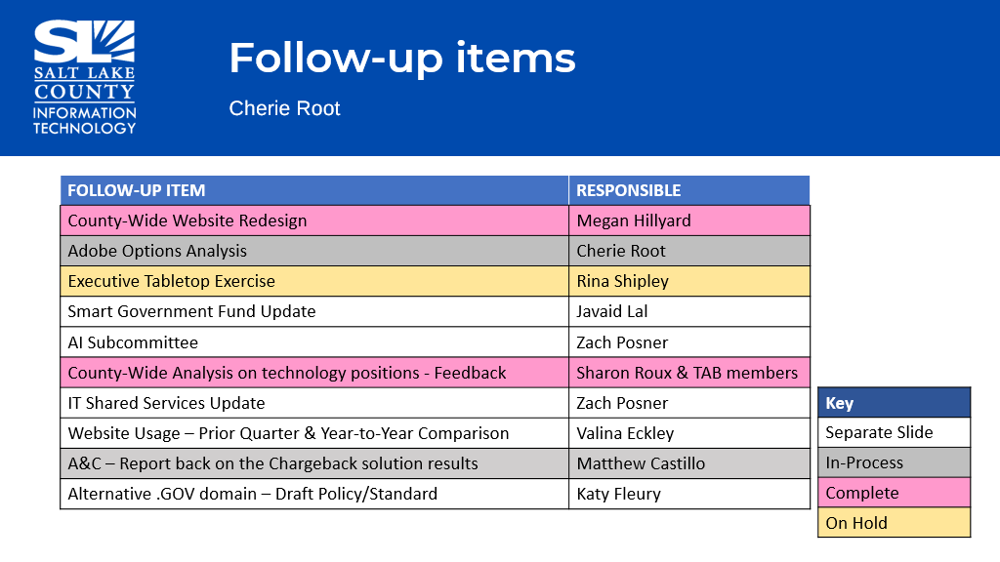 SL
SALT LAKE
COUNTY
INFORMATION
TECHNOLOGY
Follow-up items
Cherie Root
FOLLOW-UP ITEM RESPONSIBLE
County-Wide Website Redesign Megan Hillyard
Adobe Options Analysis Cherie Root
Executive Tabletop Exercise Rina Shipley
Smart Government Fund Update Javaid Lal
AI Subcommittee Zach Posner
County-Wide Analysis on technology positions - Feedback Sharon Roux & TAB members
IT Shared Services Update Zach Posner
Website Usage – Prior Quarter & Year-to-Year Comparison Valina Eckley
A&C – Report back on the Chargeback solution results Matthew Castillo
Alternative .GOV domain – Draft Policy/Standard Katy Fleury
Key
Separate Slide
In-Process
Complete
On Hold